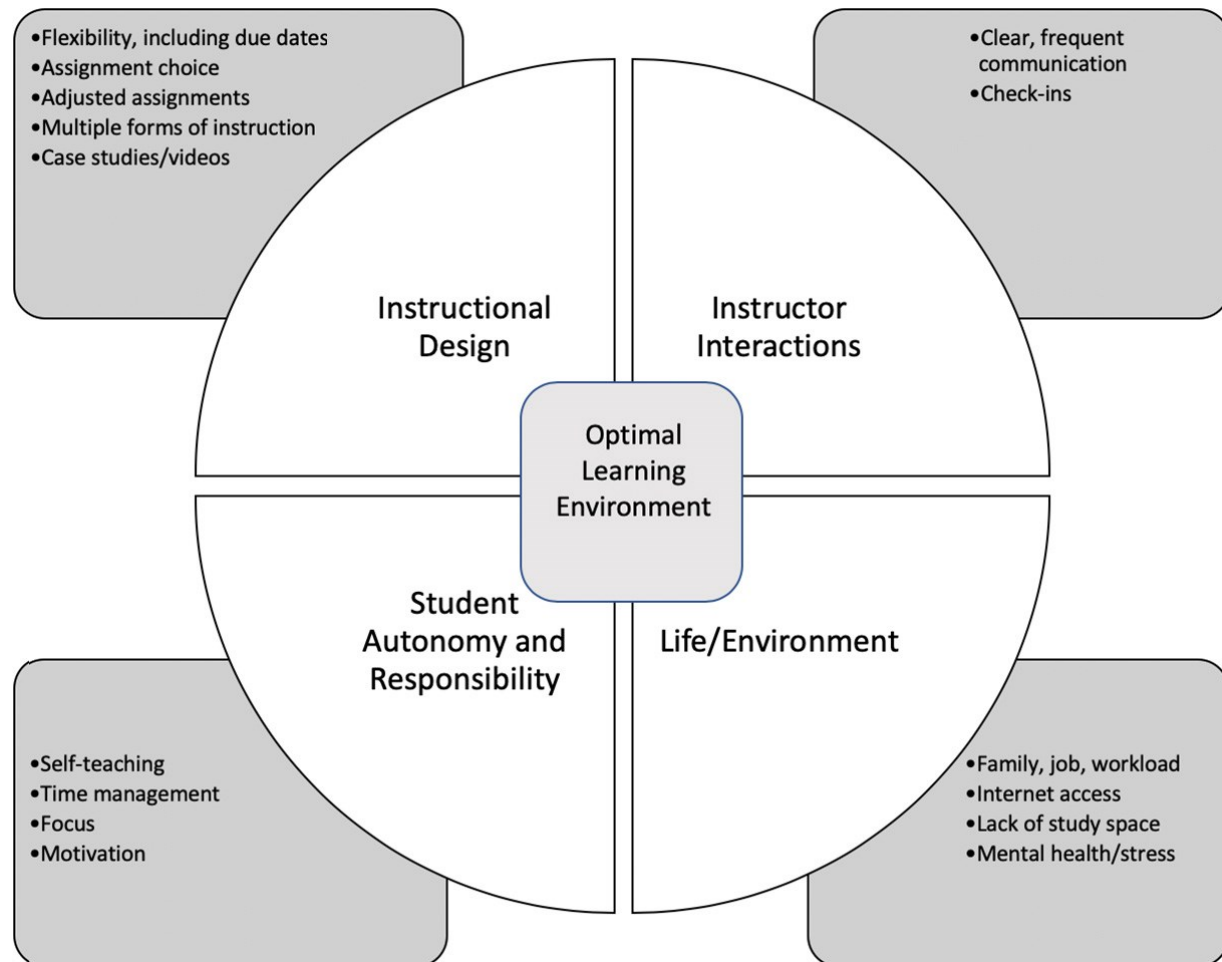 •Flexibility, including due dates
•Assignment choice
•Adjusted assignments
•Multiple forms of instruction
•Case studies/videos
•Clear, frequent
communication
•Check-ins
Instructional
Design
Instructor
Interactions
Optimal
Learning
Environment
Student
Autonomy and
Responsibility
Life/Environment
•Self-teaching
•Time management
•Focus
•Motivation
•Family, job, workload
•Internet access
•Lack of study space
•Mental health/stress